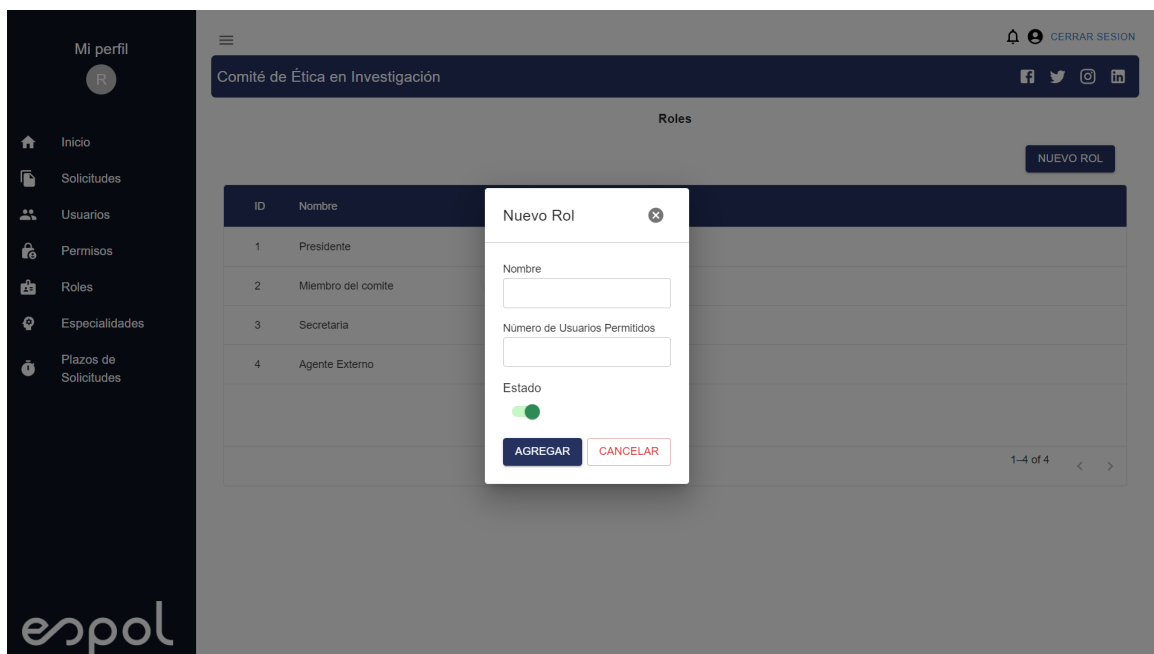 Mi perfil
R
Inicio
Solicitudes
Usuarios
Permisos
Roles
Especialidades
Plazos de
Solicitudes
espol
CERRAR SESION
Comité de Ética en Investigación
Roles
NUEVO ROL
ID Nombre
1 Presidente
2 Miembro del comite
3 Secretaria
4 Agente Externo
1–4 of 4
Nuevo Rol
Nombre
Número de Usuarios Permitidos
Estado
AGREGAR CANCELAR